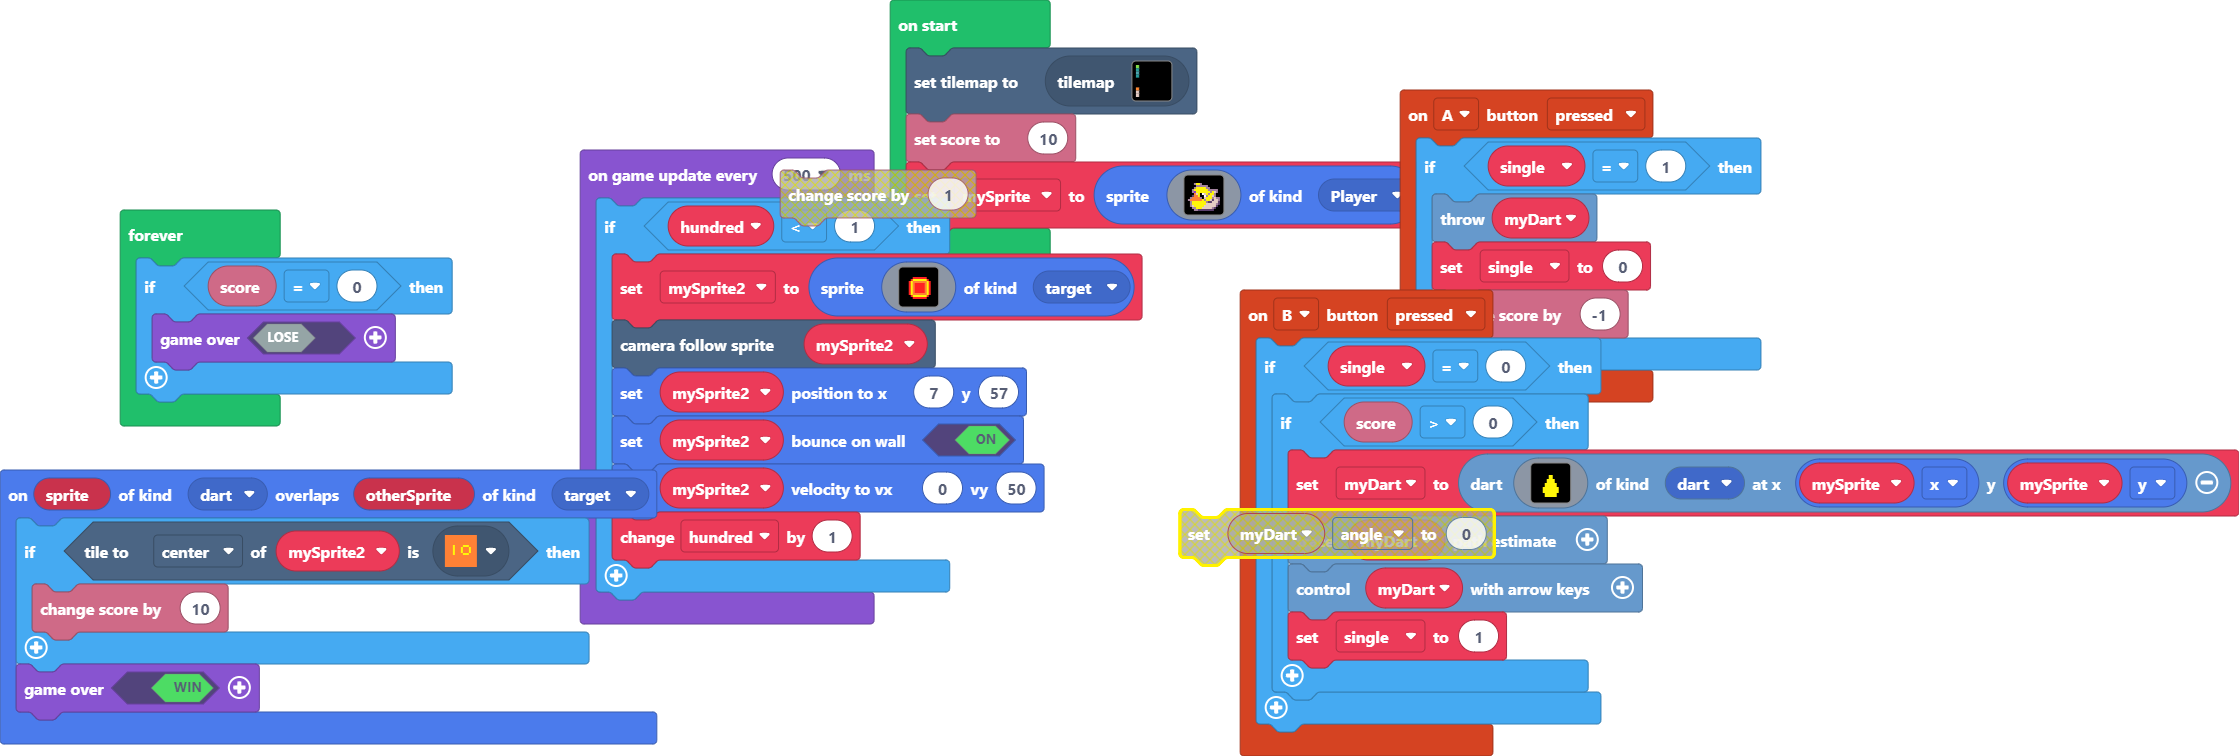 on start
set tilemap to tilemap
set score to 10
mySprite to sprite of kind Player
on A button pressed
if single = 1 then
throw myDart
set single to 0
score by -1
on game update every 500 ms
change score by 1
if hundred < 1 then
set mySprite2 to sprite of kind target
camera follow sprite mySprite2
set mySprite2 position to x 7 y 57
set mySprite2 bounce on wall ON
mySprite2 velocity to vx 0 vy 50
change hundred by 1
forever
if score = 0 then
game over LOSE
on B button pressed
if single = 0 then
if score > 0 then
set myDart to dart of kind dart at x mySprite x y mySprite y
set myDart angle to 0
estimate
control myDart with arrow keys
set single to 1
on sprite of kind dart overlaps otherSprite of kind target
if tile to center of mySprite2 is 10 then
change score by 10
game over WIN